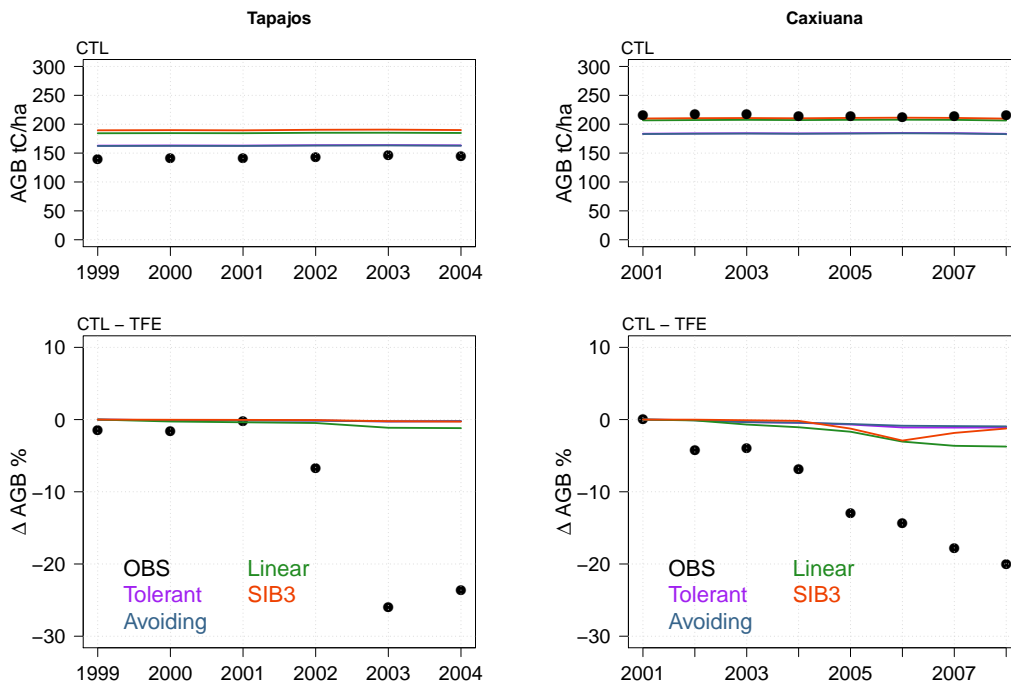 Tapajos
Caxiuana
CTL
CTL
AGB tC/ha
300
250
200
150
100
50
0
1999 2000 2001 2002 2003 2004
AGB tC/ha
300
250
200
150
100
50
0
2001 2003 2005 2007
CTL − TFE
CTL − TFE
Δ AGB %
10
0
−10
−20
−30
OBS Linear
Tolerant SIB3
Avoiding
1999 2000 2001 2002 2003 2004
Δ AGB %
10
0
−10
−20
−30
OBS Linear
Tolerant SIB3
Avoiding
2001 2003 2005 2007